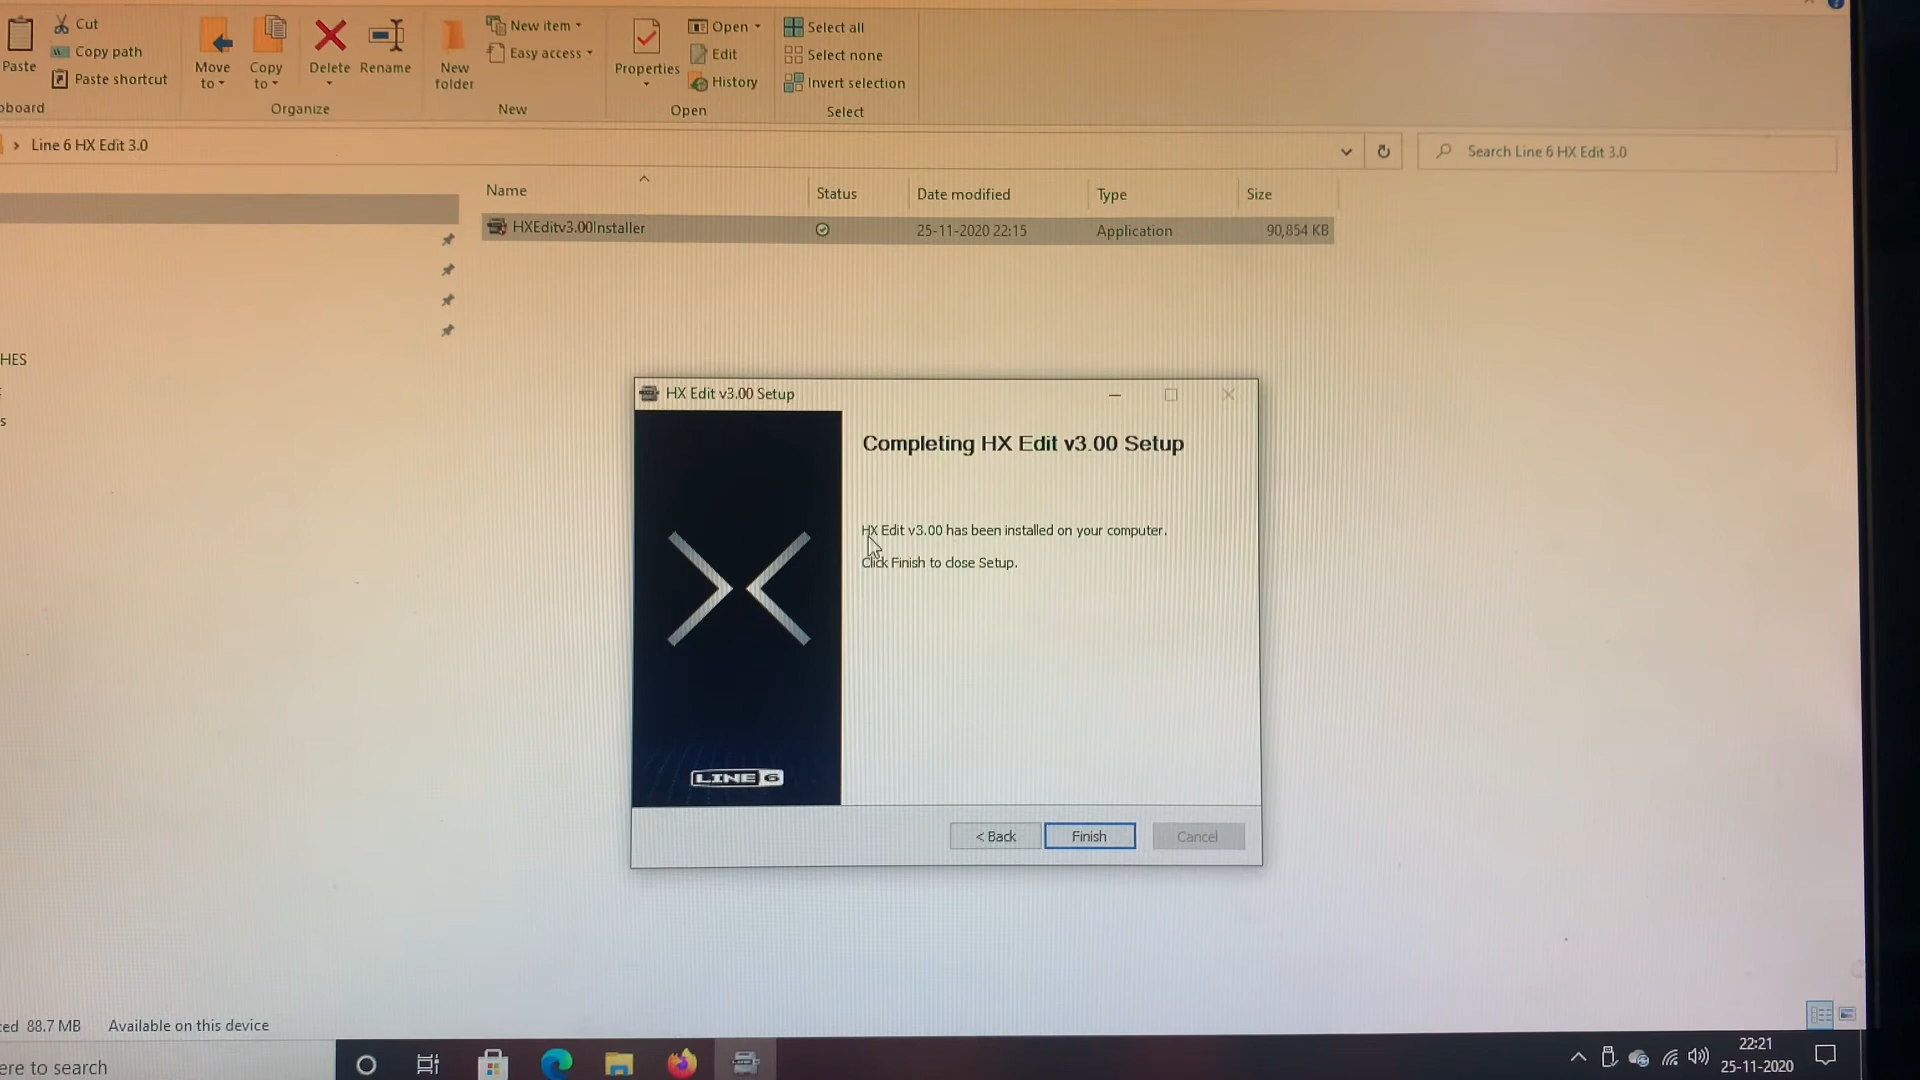 Cut
Copy path
Paste
Paste shortcut
Move to
Copy to
Delete
Rename
Organize
New folder
New item
Easy access
New
Properties
Open
Edit
History
Open
Select all
Select none
Invert selection
Select
Line 6 HX Edit 3.0
Search Line 6 HX Edit 3.0
Name Status Date modified Type Size
HXEditv3.00Installer 25-11-2020 22:15 Application 90,854 KB
HES
s
HX Edit v3.00 Setup
Completing HX Edit v3.00 Setup
HX Edit v3.00 has been installed on your computer.
Click Finish to close Setup.
LINE 6
< Back Finish Cancel
88.7 MB Available on this device
ere to search
22:21
25-11-2020